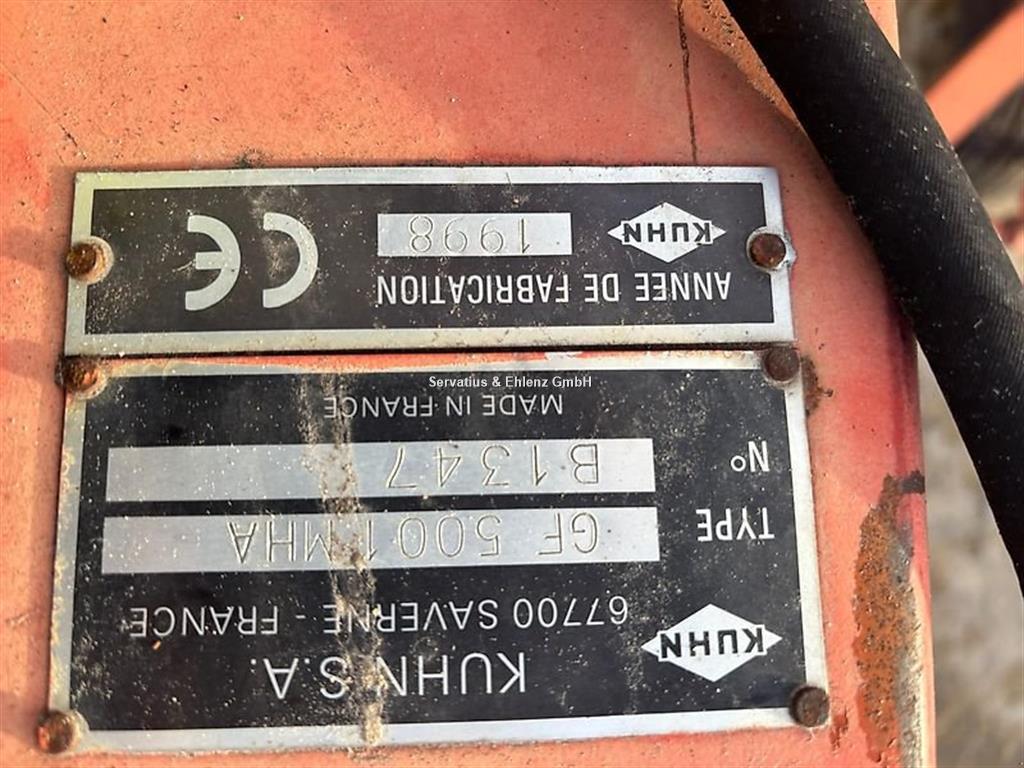 KUHN
KUHN S.A.
67700 SAVERNE - FRANCE
TYPE GF 5001 MHA
N° B1347
MADE IN FRANCE
ANNÉE DE FABRICATION
KUHN 1998 CE
Servatius & Ehlenz GmbH